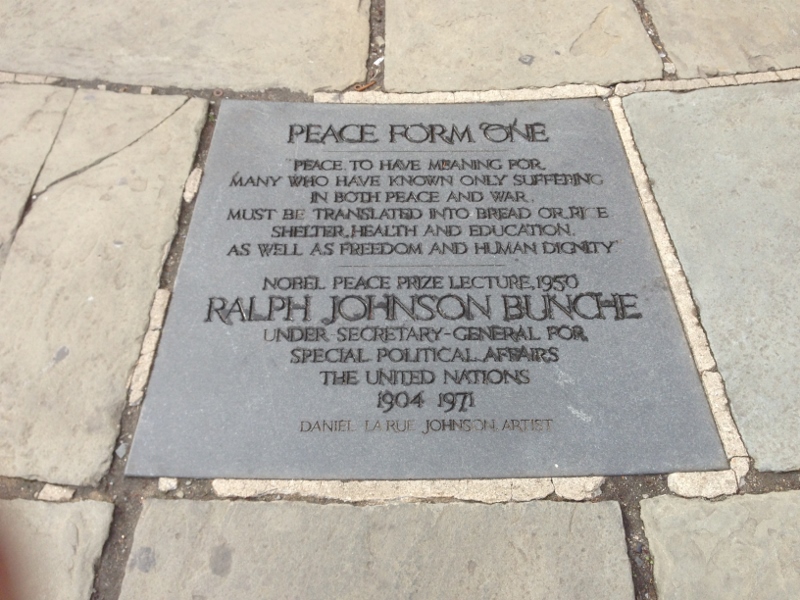 PEACE FORM ONE
PEACE, TO HAVE MEANING FOR
MANY WHO HAVE KNOWN ONLY SUFFERING
IN BOTH PEACE AND WAR,
MUST BE TRANSLATED INTO BREAD OR RICE
SHELTER, HEALTH AND EDUCATION,
AS WELL AS FREEDOM AND HUMAN DIGNITY
NOBEL PEACE PRIZE LECTURE, 1950
RALPH JOHNSON BUNCHE
UNDER SECRETARY-GENERAL FOR
SPECIAL POLITICAL AFFAIRS
THE UNITED NATIONS
1904 1971
DANIEL LARUE JOHNSON, ARTIST